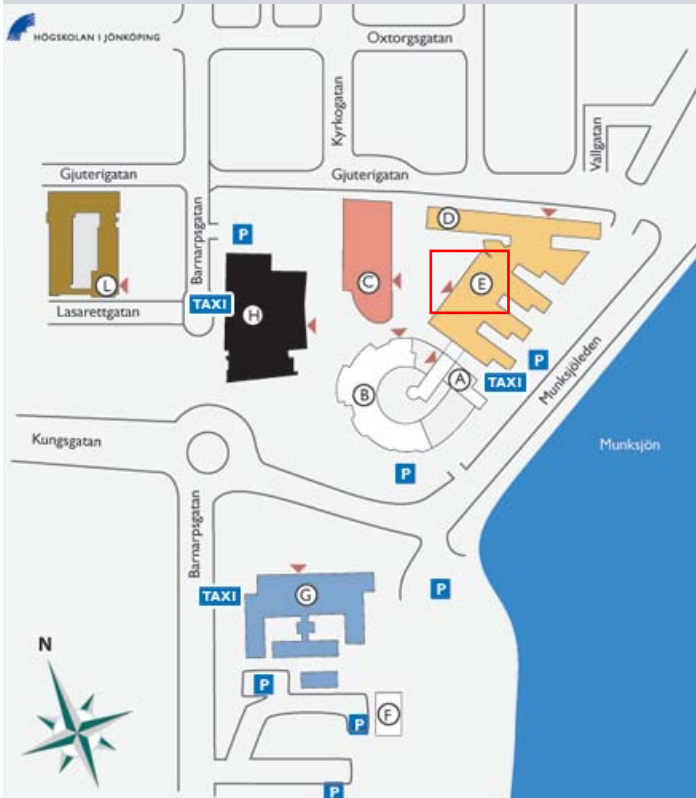 HÖGSKOLAN I JÖNKÖPING
Oxtorgsgatan
Kyrkogatan
Vallgatan
Gjuterigatan
Gjuterigatan
Barnarpsgatan
P
D
L
C
E
TAXI
H
Lasarettgatan
P
A
TAXI
B
Munksjöleden
Kungsgatan
Munksjön
P
Barnarpsgatan
TAXI
G
P
N
P
F
P
P